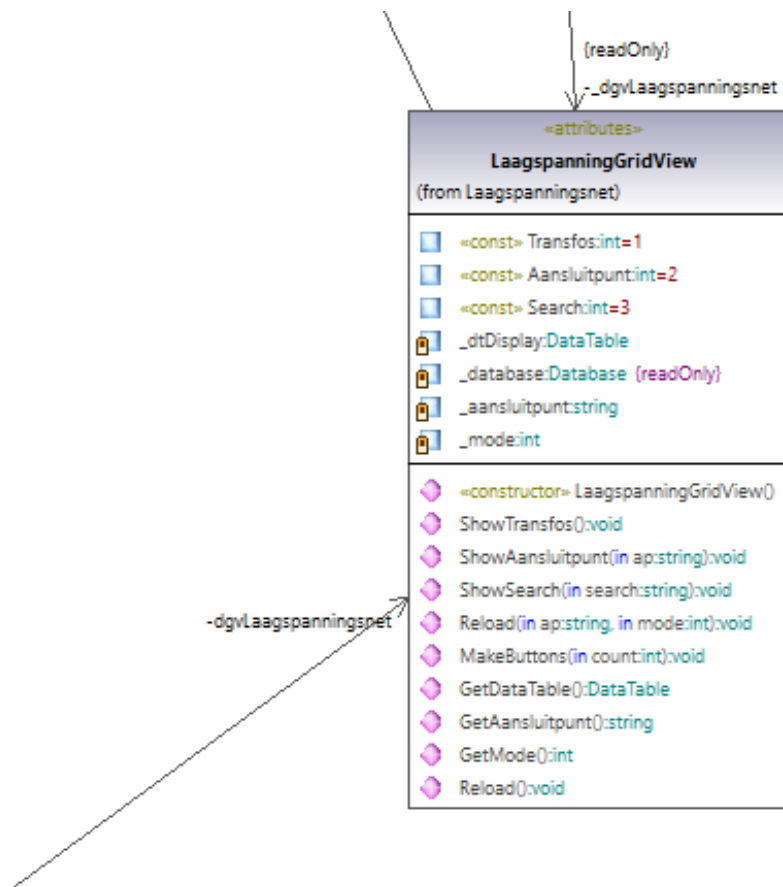 {readOnly}
-_dgvLaagspanningsnet
«attributes»
LaagspanningGridView
(from Laagspanningsnet)
«const» Transfos:int=1
«const» Aansluitpunt:int=2
«const» Search:int=3
_dtDisplay:DataTable
_database:Database {readOnly}
_aansluitpunt:string
_mode:int
«constructor» LaagspanningGridView()
ShowTransfos():void
ShowAansluitpunt(in ap:string):void
ShowSearch(in search:string):void
-dgvLaagspanningsnet
Reload(in ap:string, in mode:int):void
MakeButtons(in count:int):void
GetDataTable():DataTable
GetAansluitpunt():string
GetMode():int
Reload():void